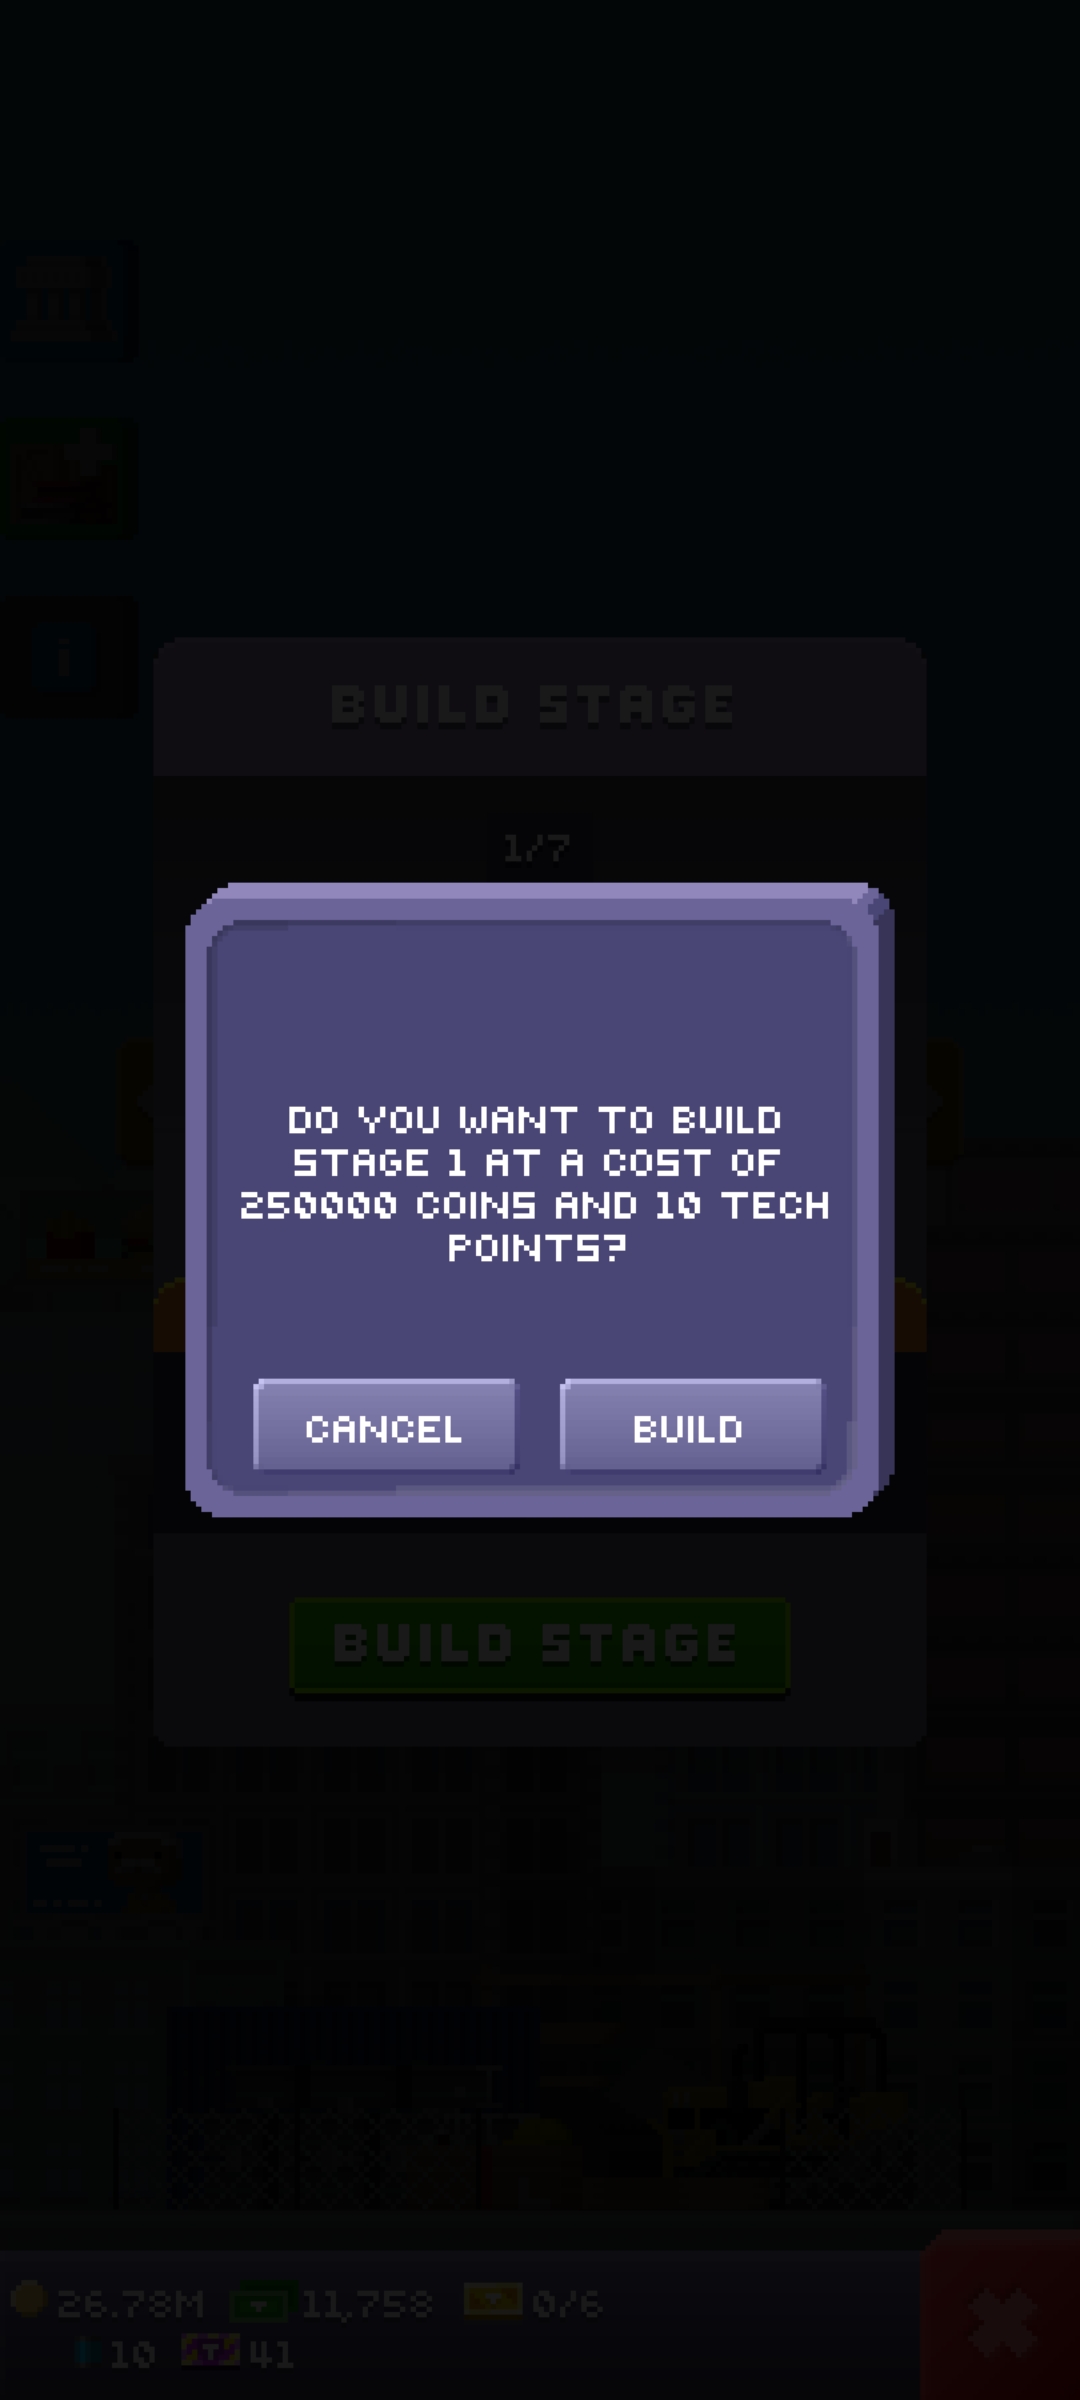 BUILD STAGE
1/7
DO YOU WANT TO BUILD
STAGE 1 AT A COST OF
250000 COINS AND 10 TECH
POINTS?
CANCEL
BUILD
BUILD STAGE
26.78M 11,758 0/6
10 41